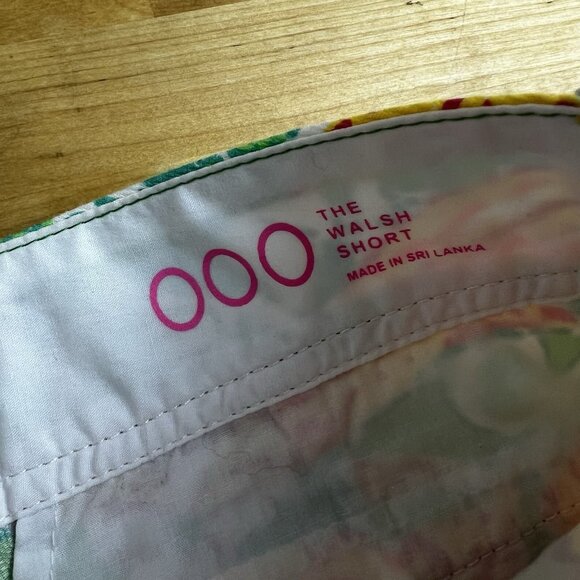 000
THE
WALSH
SHORT
MADE IN SRI LANKA